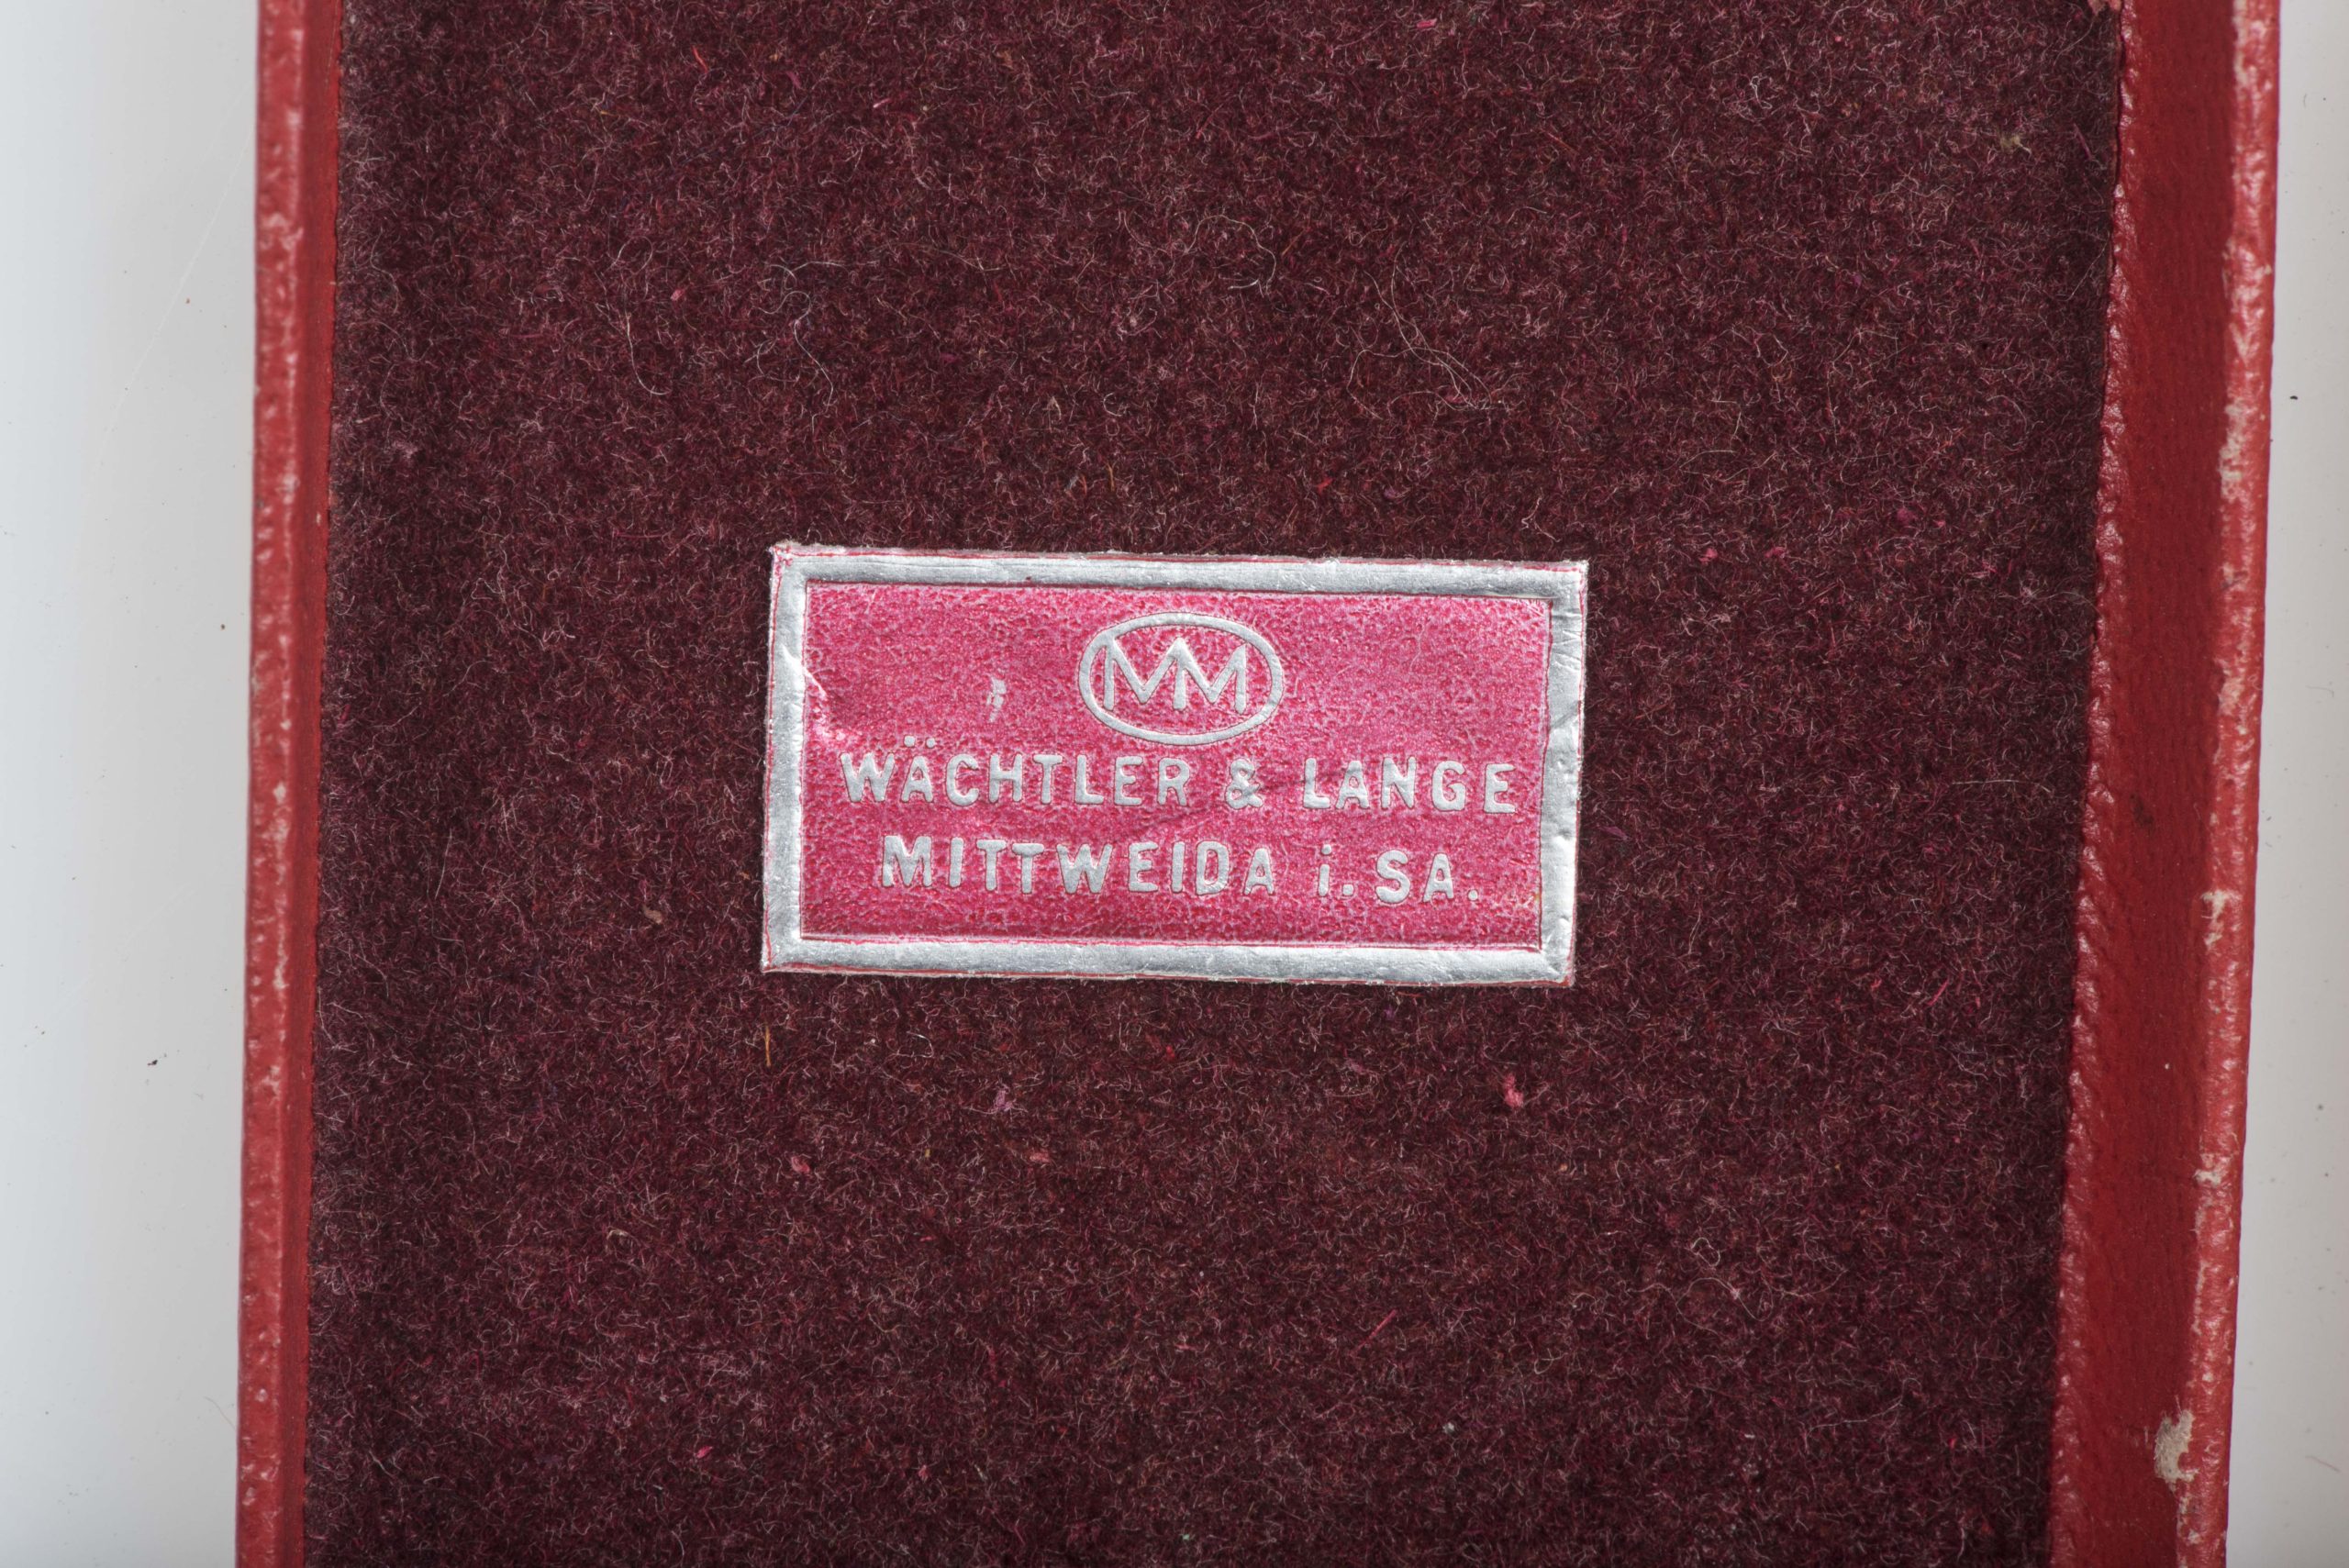 MM
WÄCHTLER & LANGE
MITTWEIDA i. SA.